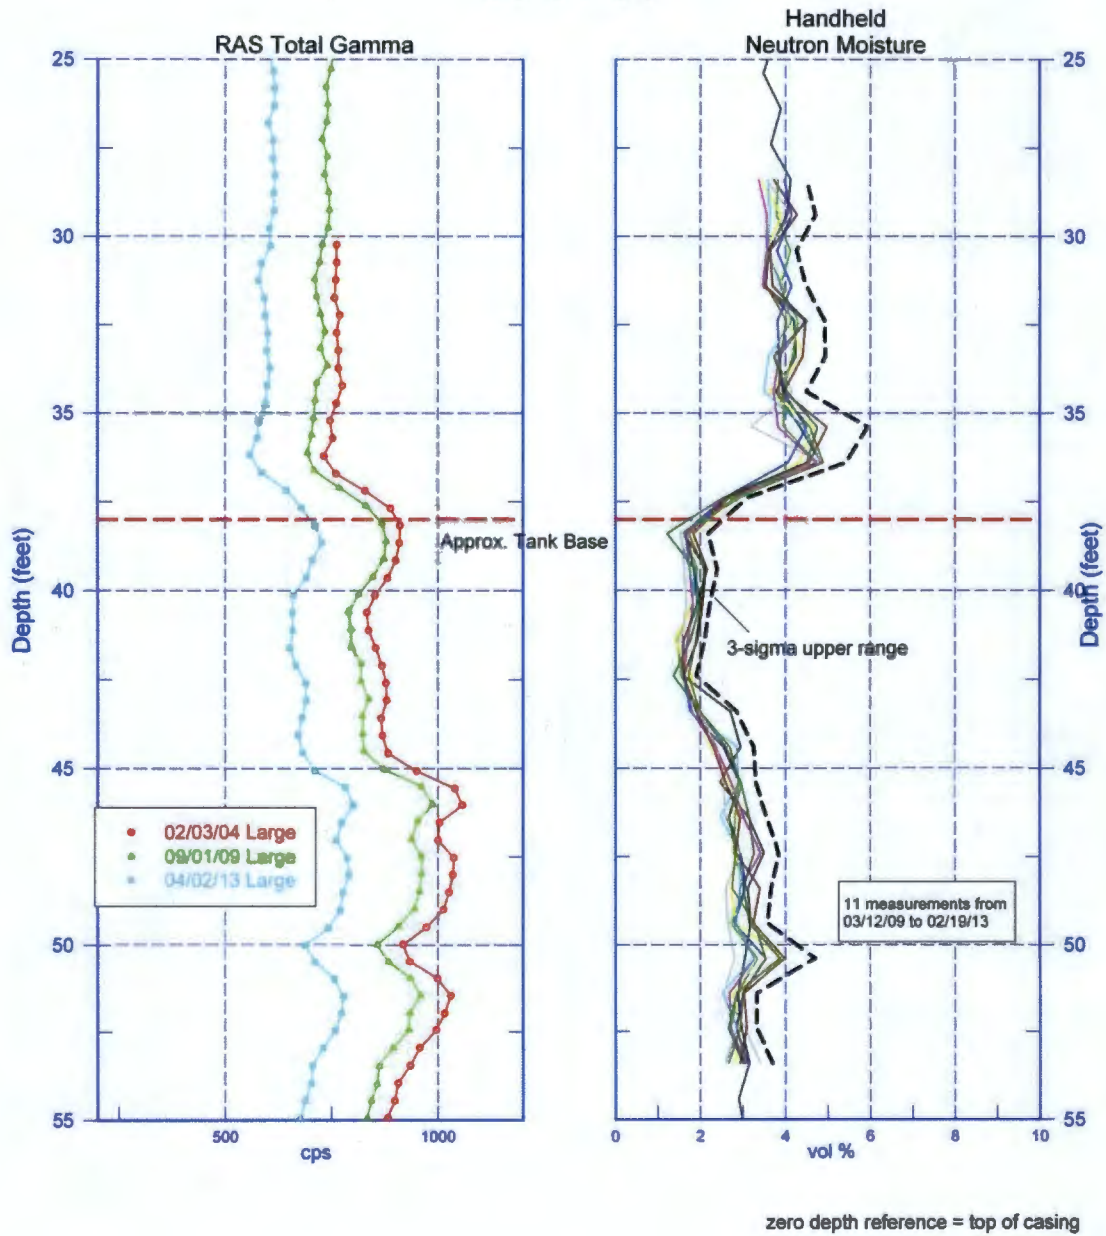 RAS Total Gamma
25
30
35
40
45
50
55
Depth (feet)
Approx. Tank Base
02/03/04 Large
09/01/09 Large
04/02/13 Large
500
1000
cps
Handheld
Neutron Moisture
25
30
35
40
45
50
55
Depth (feet)
3-sigma upper range
11 measurements from
03/12/09 to 02/19/13
0
2
4
6
8
10
vol %
zero depth reference = top of casing